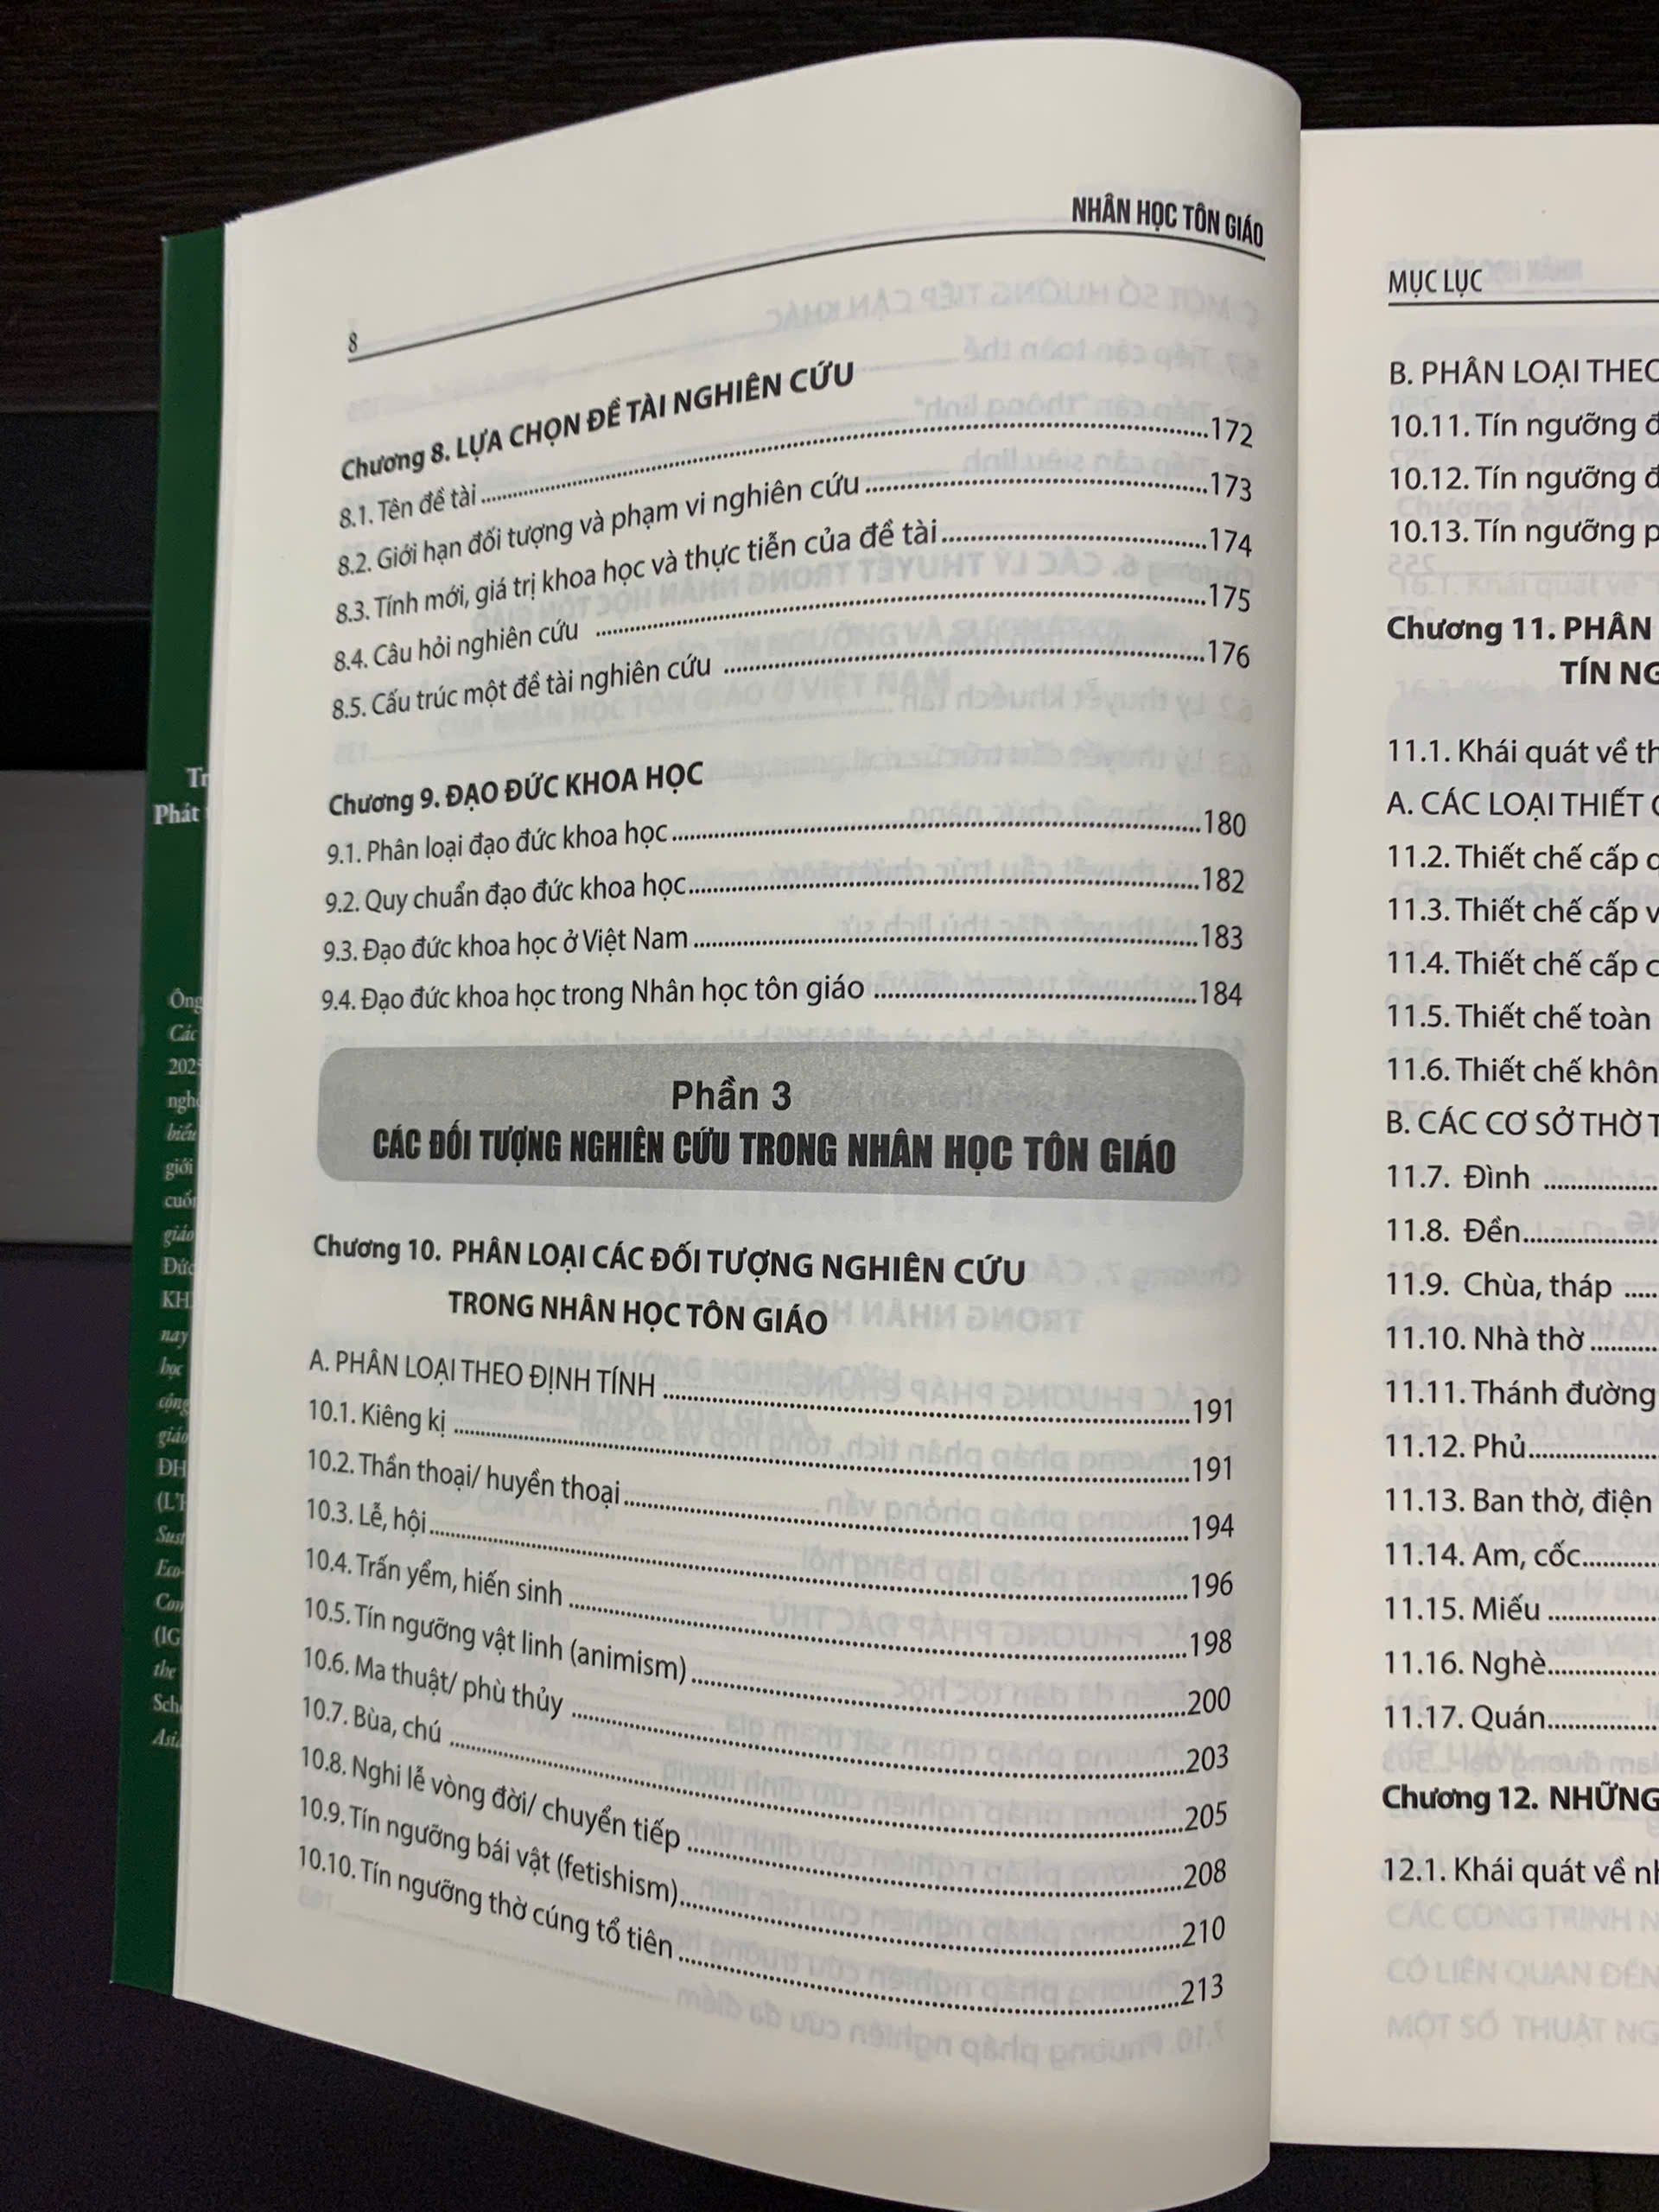 8
NHÂN HỌC TÔN GIÁO
Chương 8. LỰA CHỌN ĐỀ TÀI NGHIÊN CỨU
8.1. Tên đề tài ........ 172
8.2. Giới hạn đối tượng và phạm vi nghiên cứu ........ 173
8.3. Tính mới, giá trị khoa học và thực tiễn của đề tài ........ 174
8.4. Câu hỏi nghiên cứu ........ 175
8.5. Cấu trúc một đề tài nghiên cứu ........ 176
Chương 9. ĐẠO ĐỨC KHOA HỌC
9.1. Phân loại đạo đức khoa học ........ 180
9.2. Quy chuẩn đạo đức khoa học ........ 182
9.3. Đạo đức khoa học ở Việt Nam ........ 183
9.4. Đạo đức khoa học trong Nhân học tôn giáo ........ 184
Phần 3
CÁC ĐỐI TƯỢNG NGHIÊN CỨU TRONG NHÂN HỌC TÔN GIÁO
Chương 10. PHÂN LOẠI CÁC ĐỐI TƯỢNG NGHIÊN CỨU
TRONG NHÂN HỌC TÔN GIÁO
A. PHÂN LOẠI THEO ĐỊNH TÍNH ........ 191
10.1. Kiêng kị ........ 191
10.2. Thần thoại/ huyền thoại ........ 194
10.3. Lễ, hội ........ 196
10.4. Trấn yểm, hiến sinh ........ 198
10.5. Tín ngưỡng vật linh (animism) ........ 200
10.6. Ma thuật/ phù thủy ........ 203
10.7. Bùa, chú ........ 205
10.8. Nghi lễ vòng đời/ chuyển tiếp ........ 208
10.9. Tín ngưỡng bái vật (fetishism) ........ 210
10.10. Tín ngưỡng thờ cúng tổ tiên ........ 213
MỤC LỤC
B. PHÂN LOẠI THEO
10.11. Tín ngưỡng
10.12. Tín ngưỡng
10.13. Tín ngưỡng
Chương 11. PHÂN
TÍN
11.1. Khái quát về
A. CÁC LOẠI THIẾT
11.2. Thiết chế cấp
11.3. Thiết chế cấp
11.4. Thiết chế cấp
11.5. Thiết chế toàn
11.6. Thiết chế
B. CÁC CƠ SỞ THỜ
11.7. Đình ........
11.8. Đền ........
11.9. Chùa, tháp ........
11.10. Nhà thờ ........
11.11. Thánh đường
11.12. Phủ ........
11.13. Ban thờ, điện
11.14. Am, cốc ........
11.15. Miếu ........
11.16. Nghè ........
11.17. Quán ........
Chương 12. NHỮNG
12.1. Khái quát về
Phát
Ông
Các
giới
giáo
nay
học
cộng
giáo
the